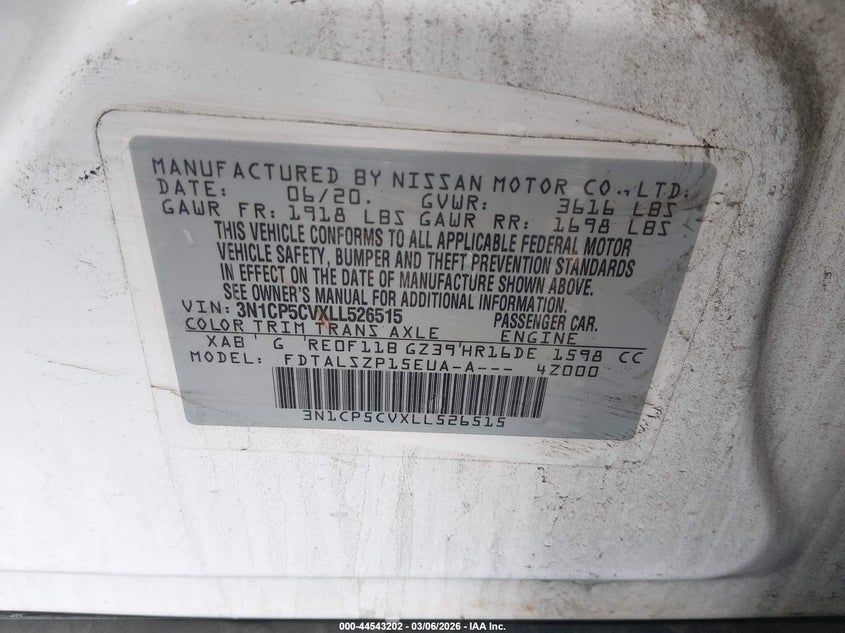 MANUFACTURED BY NISSAN MOTOR CO., LTD.
DATE: 06/20. GVWR: 3616 LBS
GAWR FR: 1918 LBS GAWR RR: 1698 LBS
THIS VEHICLE CONFORMS TO ALL APPLICABLE FEDERAL MOTOR
VEHICLE SAFETY, BUMPER AND THEFT PREVENTION STANDARDS
IN EFFECT ON THE DATE OF MANUFACTURE SHOWN ABOVE.
SEE OWNER'S MANUAL FOR ADDITIONAL INFORMATION.
VIN: 3N1CP5CVXLL526515 PASSENGER CAR.
COLOR TRIM TRANS AXLE ENGINE
XAB ' G 'RE0F11B GZ39'HR16DE 1598 CC
MODEL: FDTALSZP15EUA-A--- 4Z000
3N1CP5CVXLL526515
000-44543202 — 03/06/2026 — IAA Inc.